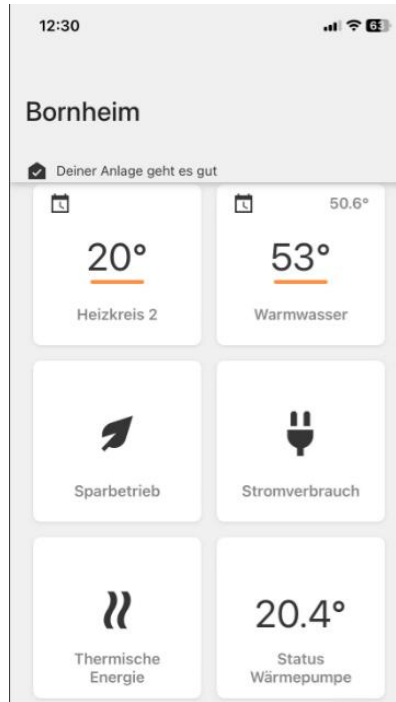 12:30
63
Bornheim
Deiner Anlage geht es gut
50.6°
20°
53°
Heizkreis 2
Warmwasser
Sparbetrieb
Stromverbrauch
20.4°
Thermische
Energie
Status
Wärmepumpe